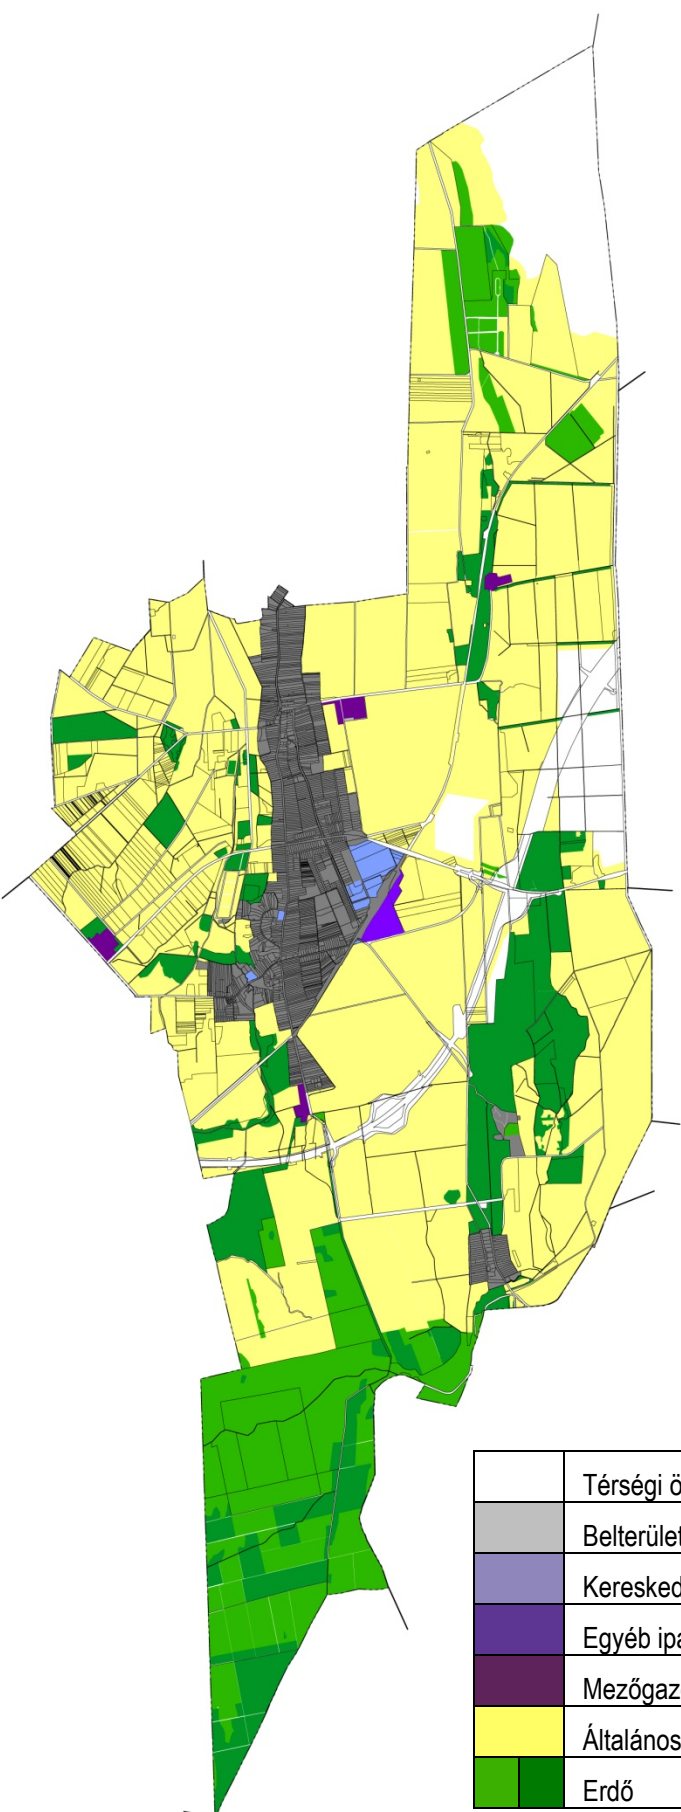 Térségi ö
Belterület
Keresked
Egyéb ipa
Mezőgaz
Általános
Erdő